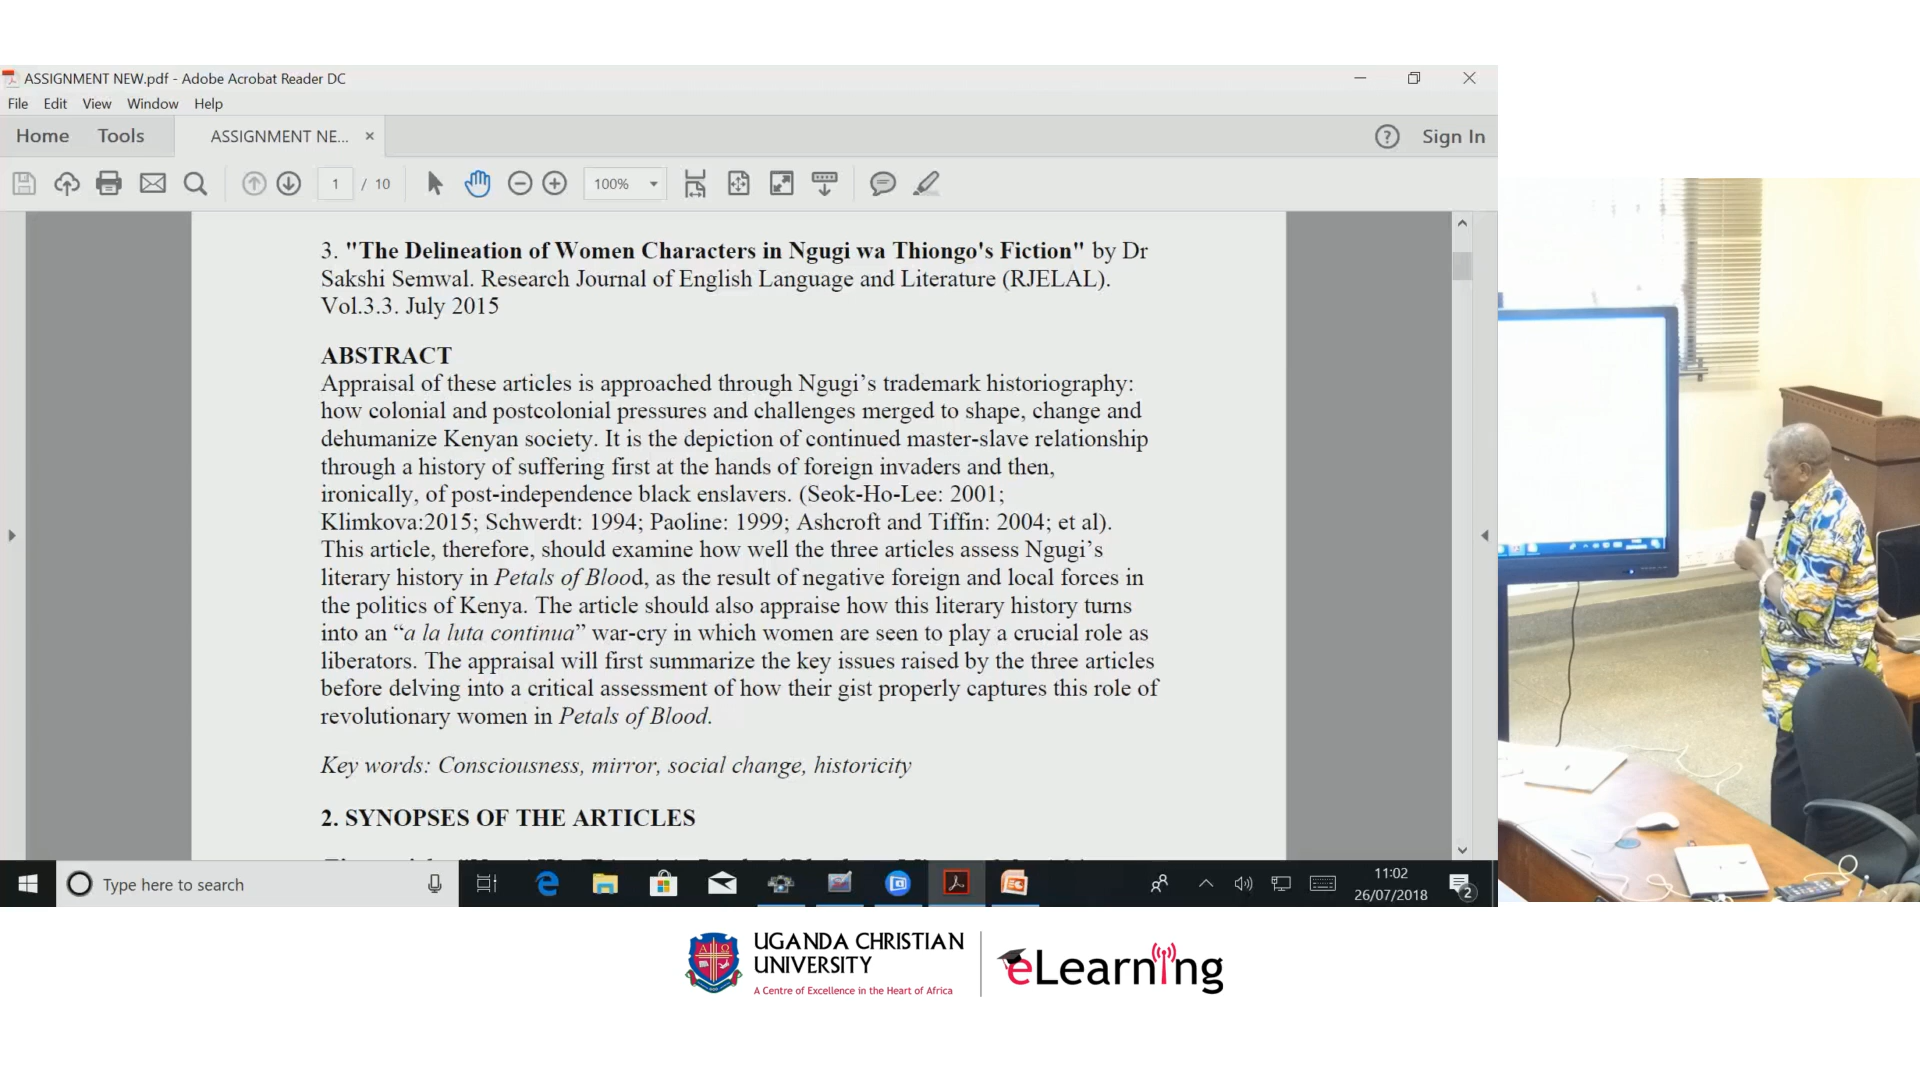 ASSIGNMENT NEW.pdf - Adobe Acrobat Reader DC
File Edit View Window Help
Home Tools ASSIGNMENT NE... Sign In
1 / 10 100%
3. "The Delineation of Women Characters in Ngugi wa Thiongo's Fiction" by Dr
Sakshi Semwal. Research Journal of English Language and Literature (RJELAL).
Vol.3.3. July 2015
ABSTRACT
Appraisal of these articles is approached through Ngugi’s trademark historiography:
how colonial and postcolonial pressures and challenges merged to shape, change and
dehumanize Kenyan society. It is the depiction of continued master-slave relationship
through a history of suffering first at the hands of foreign invaders and then,
ironically, of post-independence black enslavers. (Seok-Ho-Lee: 2001;
Klimkova:2015; Schwerdt: 1994; Paoline: 1999; Ashcroft and Tiffin: 2004; et al).
This article, therefore, should examine how well the three articles assess Ngugi’s
literary history in Petals of Blood, as the result of negative foreign and local forces in
the politics of Kenya. The article should also appraise how this literary history turns
into an “a la luta continua” war-cry in which women are seen to play a crucial role as
liberators. The appraisal will first summarize the key issues raised by the three articles
before delving into a critical assessment of how their gist properly captures this role of
revolutionary women in Petals of Blood.
Key words: Consciousness, mirror, social change, historicity
2. SYNOPSES OF THE ARTICLES
Type here to search
11:02
26/07/2018
2
UGANDA CHRISTIAN
UNIVERSITY
A Centre of Excellence in the Heart of Africa
eLearning